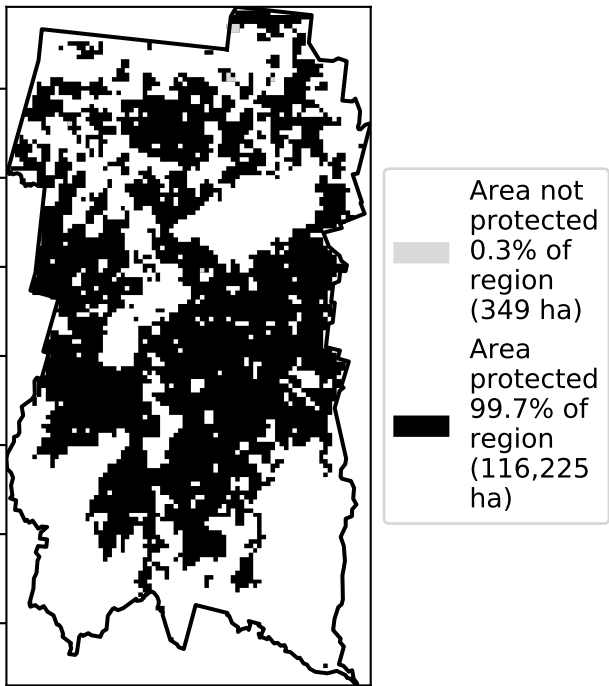 Area not
protected
0.3% of
region
(349 ha)
Area
protected
99.7% of
region
(116,225
ha)